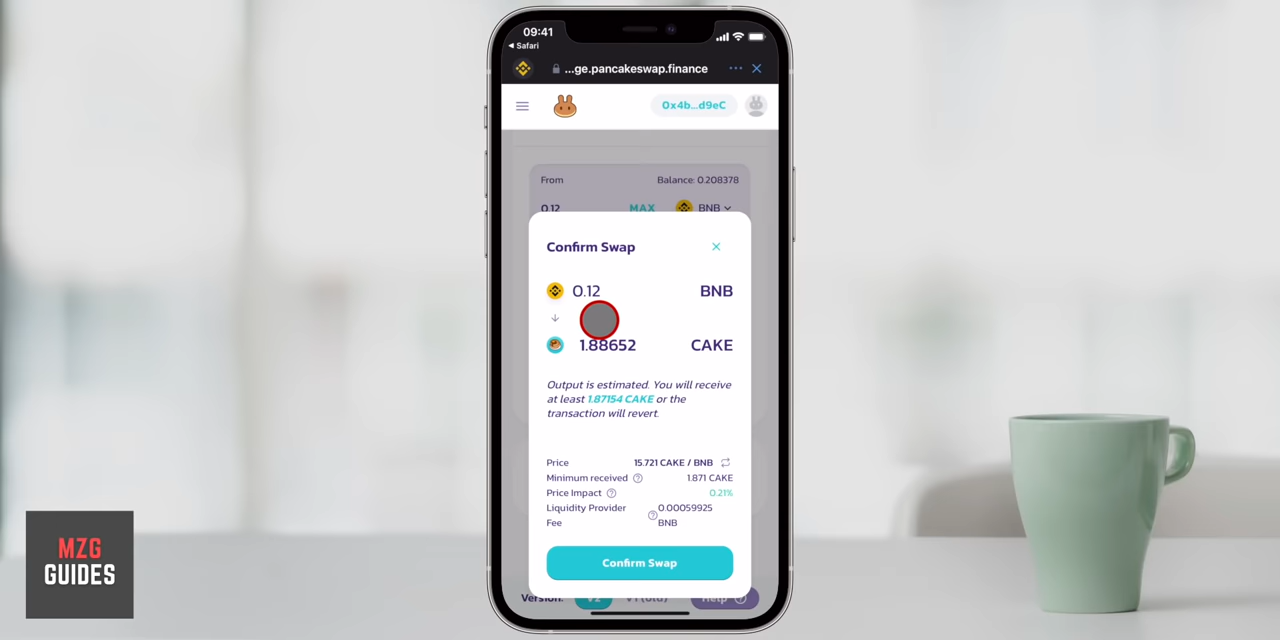 09:41
Safari
...ge.pancakeswap.finance
0x4b...d9eC
From
Balance: 0.208378
0.12
MAX
BNB
Confirm Swap
0.12
BNB
1.88652
CAKE
Output is estimated. You will receive
at least 1.87154 CAKE or the
transaction will revert.
Price
15.721 CAKE / BNB
Minimum received
1.871 CAKE
Price Impact
0.21%
Liquidity Provider
Fee
0.00059925
BNB
Confirm Swap
Version:
V2
V1 (old)
Help
MZG
GUIDES